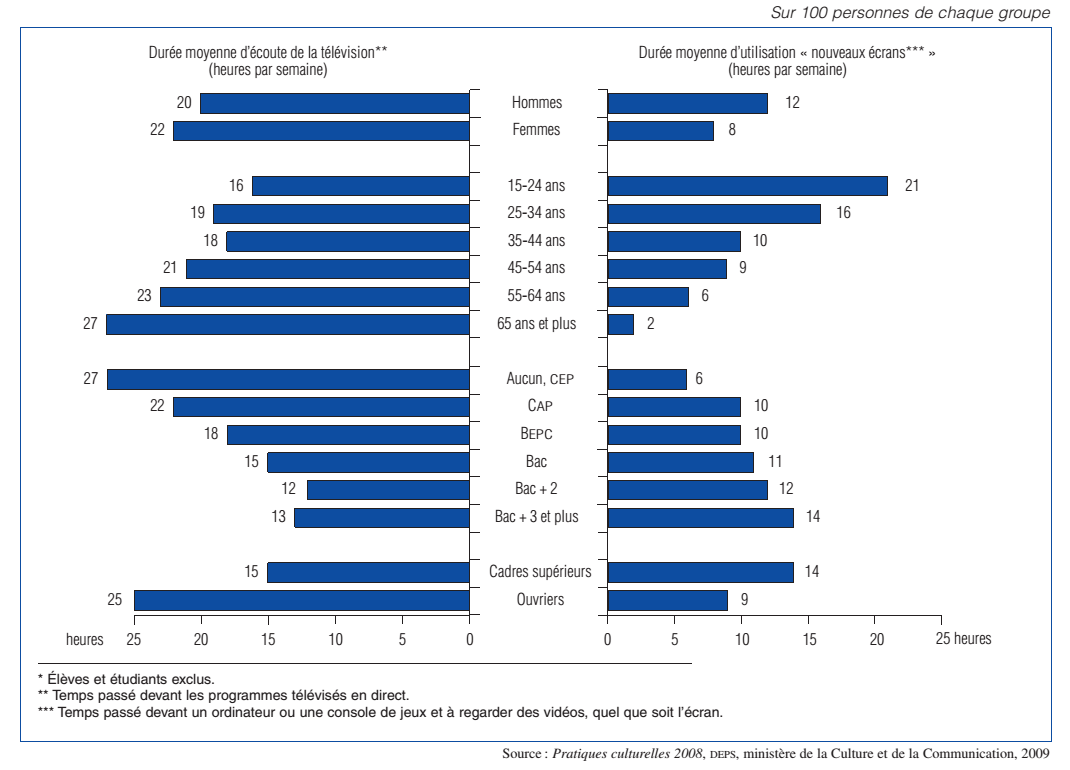 Sur 100 personnes de chaque groupe
Durée moyenne d'écoute de la télévision**
(heures par semaine)
Durée moyenne d'utilisation « nouveaux écrans*** »
(heures par semaine)
20 Hommes 12
22 Femmes 8
16 15-24 ans 21
19 25-34 ans 16
18 35-44 ans 10
21 45-54 ans 9
23 55-64 ans 6
27 65 ans et plus 2
27 Aucun, CEP 6
22 CAP 10
18 BEPC 10
15 Bac 11
12 Bac + 2 12
13 Bac + 3 et plus 14
15 Cadres supérieurs 14
25 Ouvriers 9
heures 25 20 15 10 5 0 0 5 10 15 20 25 heures
* Élèves et étudiants exclus.
** Temps passé devant les programmes télévisés en direct.
*** Temps passé devant un ordinateur ou une console de jeux et à regarder des vidéos, quel que soit l'écran.
Source : Pratiques culturelles 2008, DEPS, ministère de la Culture et de la Communication, 2009